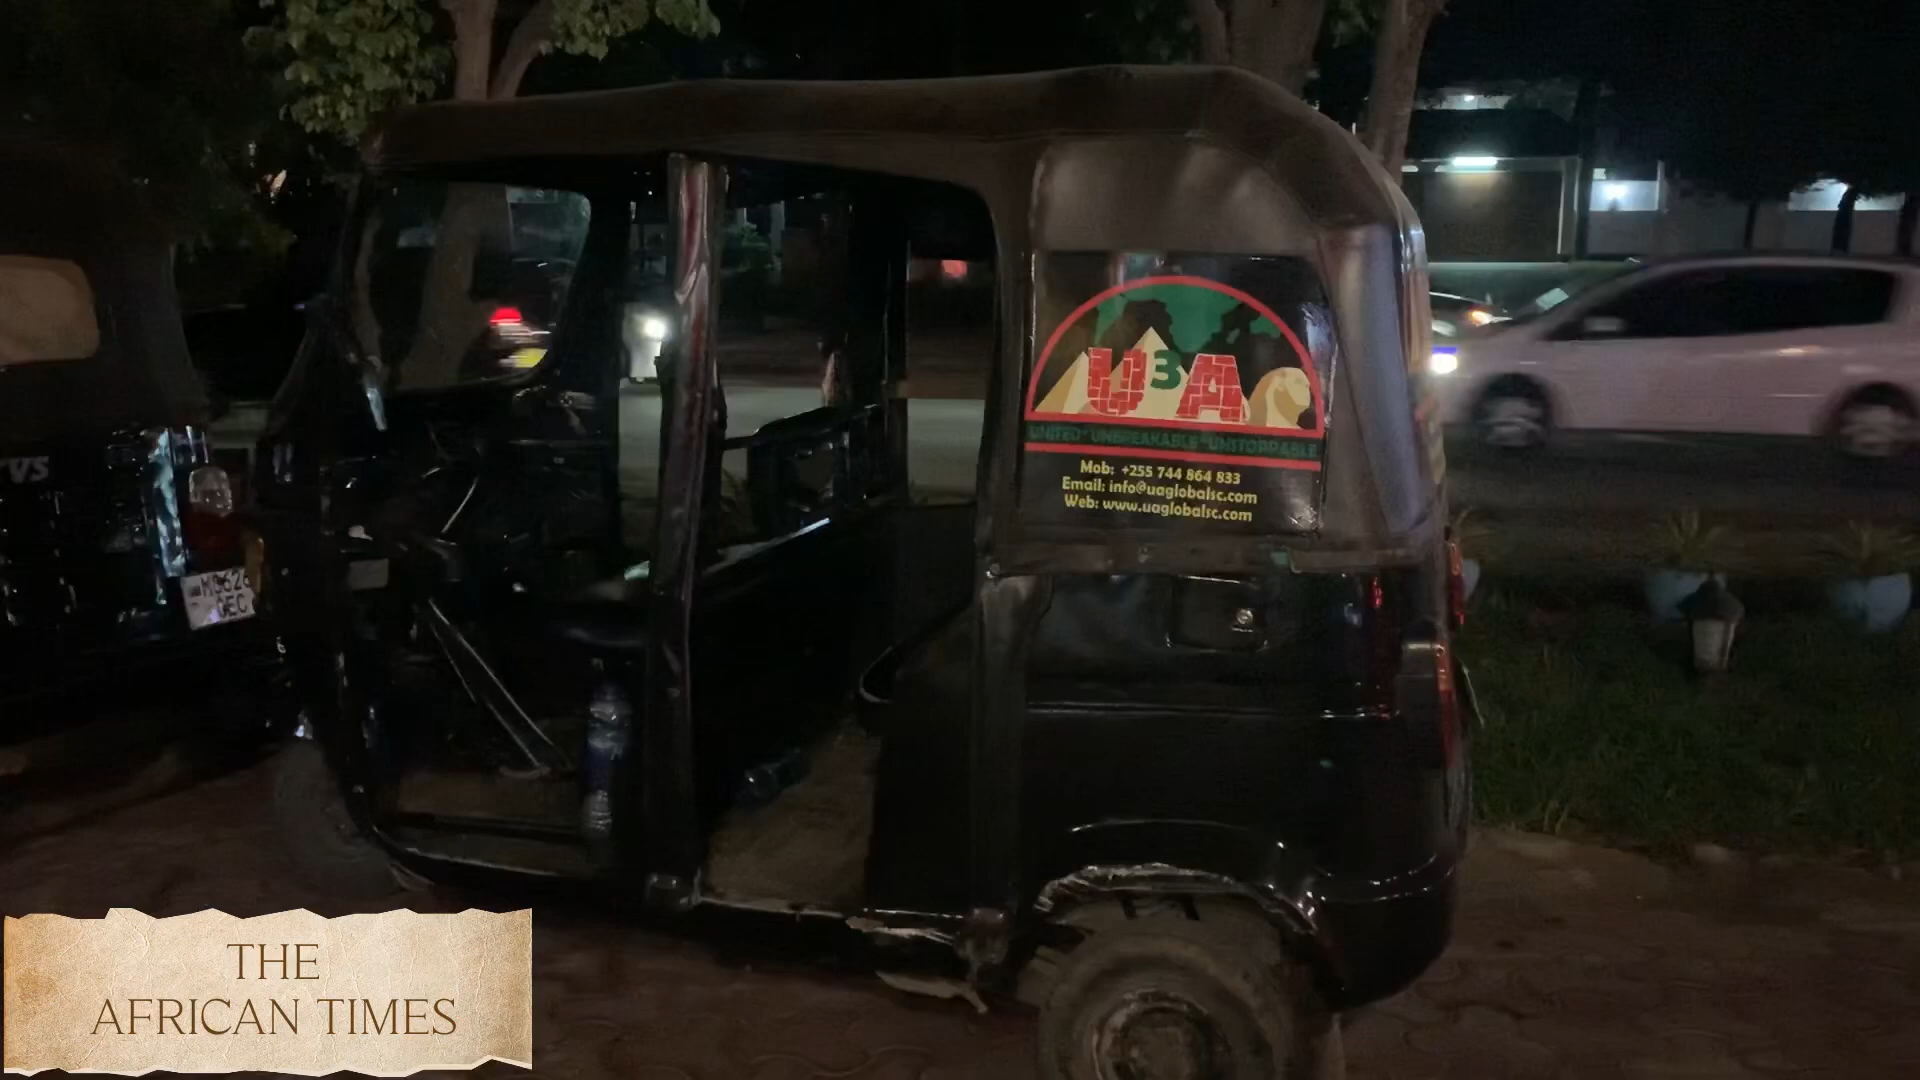 U3A
UNITED * UNBREAKABLE * UNSTOPPABLE
Mob: +255 744 864 833
Email: info@uaglobalsc.com
Web: www.uaglobalsc.com
TVS
QEC
THE
AFRICAN TIMES